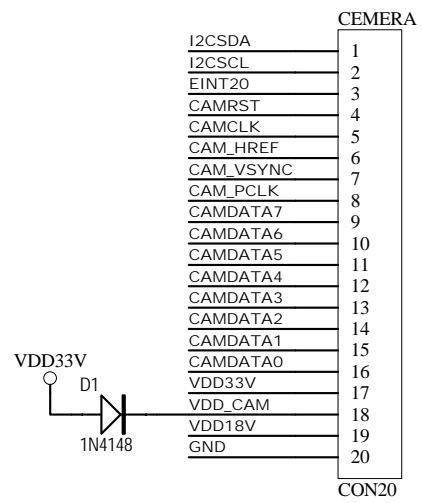 CEMERA
I2CSDA 1
I2CSCL 2
EINT20 3
CAMRST 4
CAMCLK 5
CAM_HREF 6
CAM_VSYNC 7
CAM_PCLK 8
CAMDATA7 9
CAMDATA6 10
CAMDATA5 11
CAMDATA4 12
CAMDATA3 13
CAMDATA2 14
CAMDATA1 15
CAMDATA0 16
VDD33V 17
VDD_CAM 18
VDD18V 19
GND 20
VDD33V
D1
1N4148
CON20